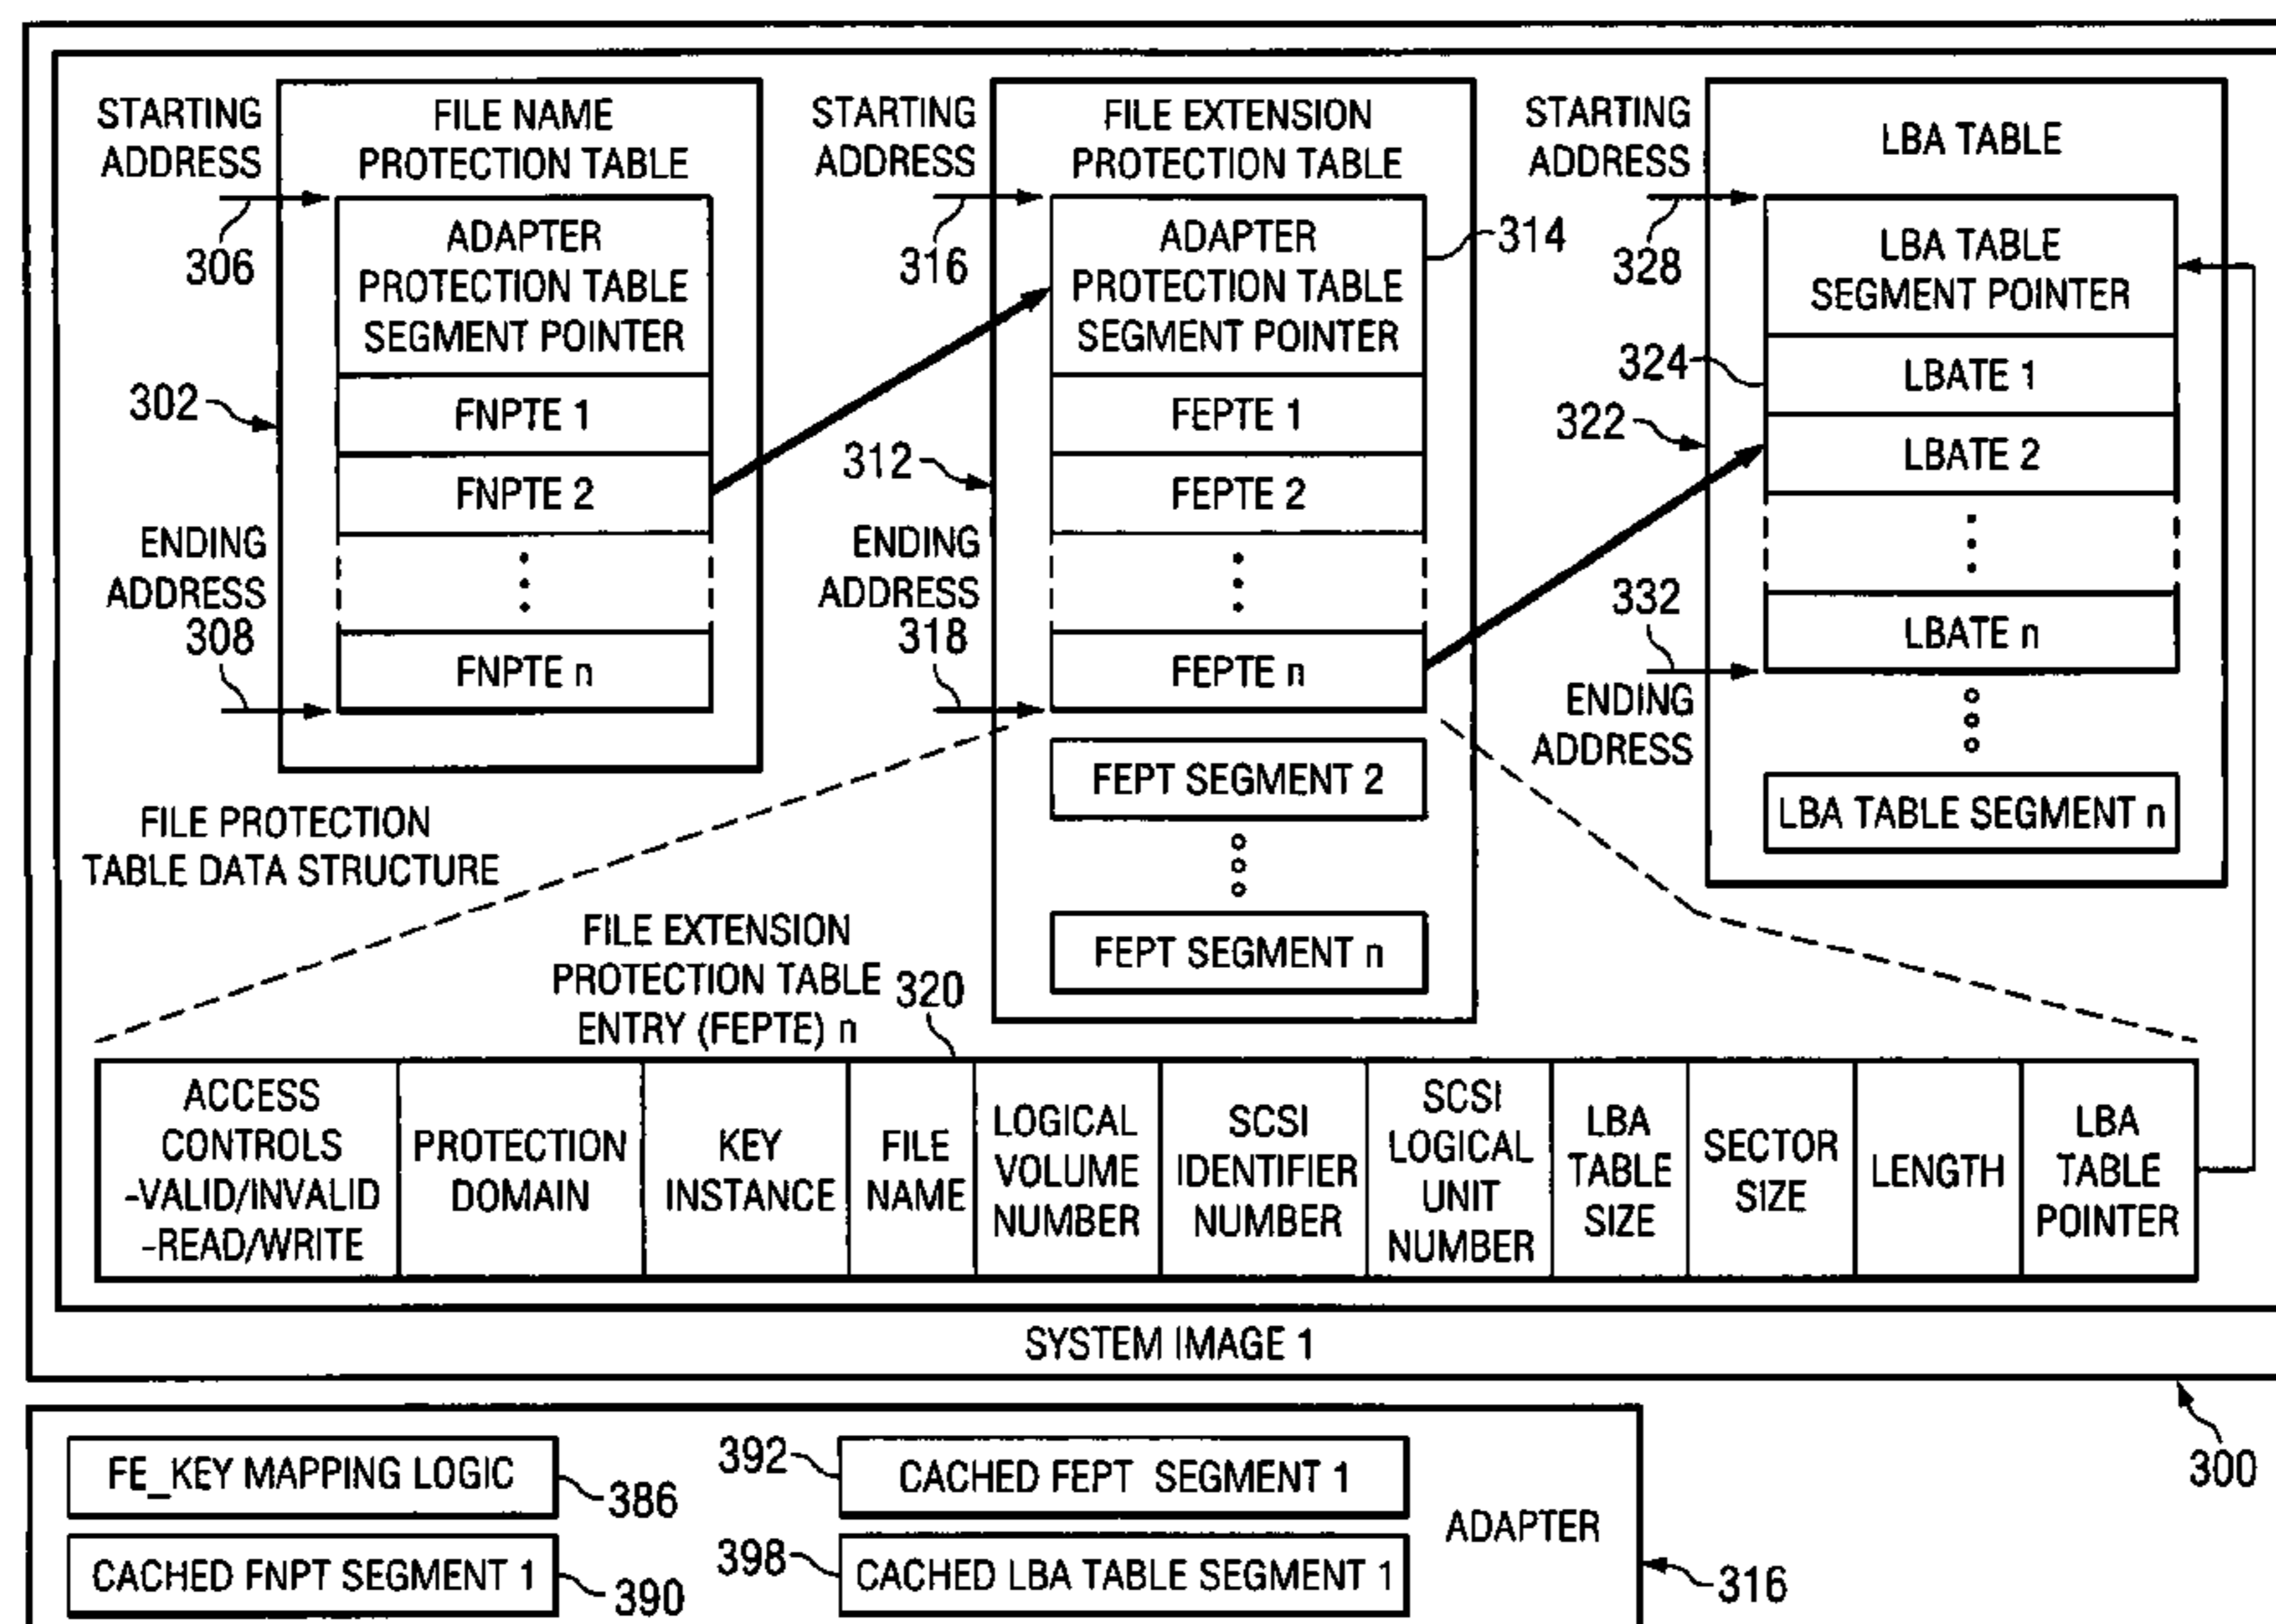 STARTING
ADDRESS
306
FILE NAME
PROTECTION TABLE
ADAPTER
PROTECTION TABLE
SEGMENT POINTER
FNPTE 1
FNPTE 2
FNPTE n
302
ENDING
ADDRESS
308
STARTING
ADDRESS
316
FILE EXTENSION
PROTECTION TABLE
ADAPTER
PROTECTION TABLE
SEGMENT POINTER
314
FEPTE 1
FEPTE 2
FEPTE n
312
ENDING
ADDRESS
318
FEPT SEGMENT 2
FEPT SEGMENT n
STARTING
ADDRESS
328
LBA TABLE
LBA TABLE
SEGMENT POINTER
324
LBATE 1
322
LBATE 2
332
LBATE n
ENDING
ADDRESS
LBA TABLE SEGMENT n
FILE PROTECTION
TABLE DATA STRUCTURE
FILE EXTENSION
PROTECTION TABLE
ENTRY (FEPTE) n
320
ACCESS
CONTROLS
-VALID/INVALID
-READ/WRITE
PROTECTION
DOMAIN
KEY
INSTANCE
FILE
NAME
LOGICAL
VOLUME
NUMBER
SCSI
IDENTIFIER
NUMBER
SCSI
LOGICAL
UNIT
NUMBER
LBA
TABLE
SIZE
SECTOR
SIZE
LENGTH
LBA
TABLE
POINTER
SYSTEM IMAGE 1
300
FE_KEY MAPPING LOGIC
386
392
CACHED FEPT SEGMENT 1
ADAPTER
CACHED FNPT SEGMENT 1
390
398
CACHED LBA TABLE SEGMENT 1
316